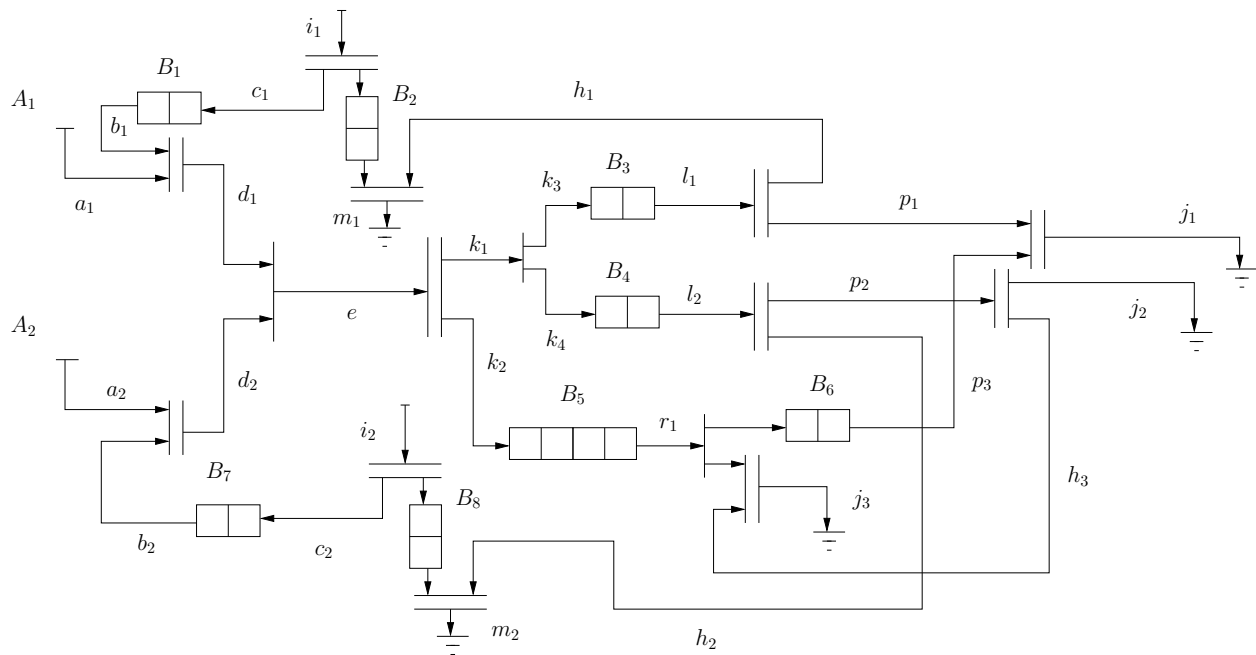 i₁
B₁
A₁
c₁
B₂
h₁
b₁
B₃
k₃
l₁
a₁
d₁
m₁
p₁
j₁
k₁
B₄
l₂
p₂
e
k₄
j₂
A₂
k₂
a₂
d₂
p₃
B₅
B₆
i₂
r₁
B₇
h₃
B₈
j₃
b₂
c₂
m₂
h₂